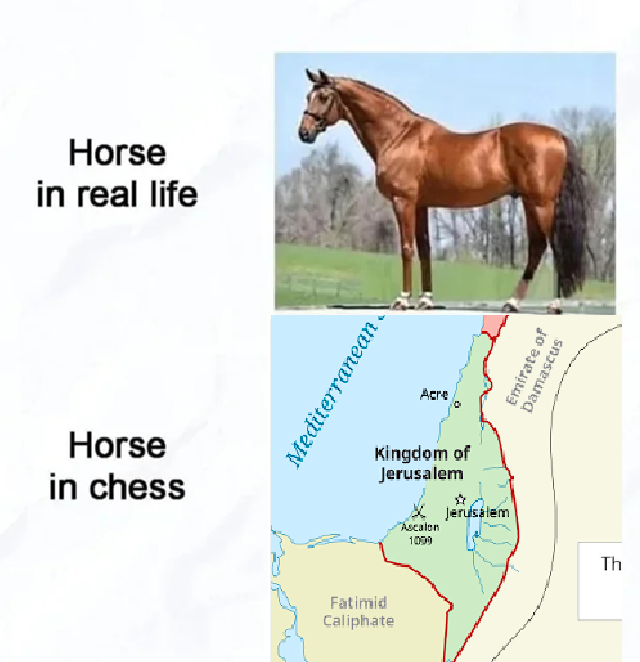 Horse
in real life
Mediterranean
Emirate of
Damascus
Acre
Kingdom of
Jerusalem
Jerusalem
Ascalon
1099
Th
Fatimid
Caliphate
Horse
in chess